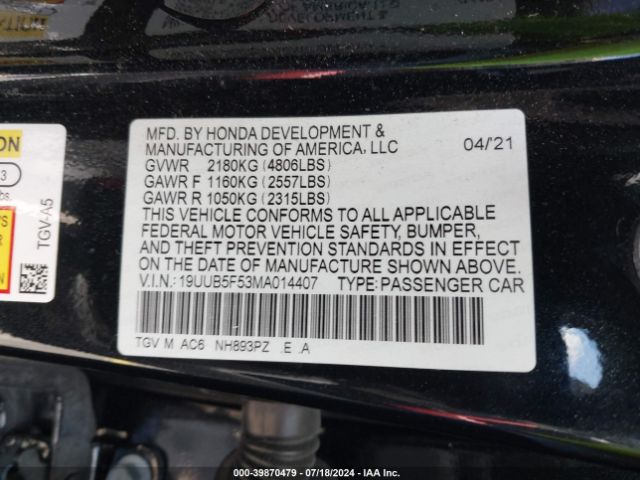 MFD. BY HONDA DEVELOPMENT &
MANUFACTURING OF AMERICA, LLC 04/21
GVWR 2180KG (4806LBS)
GAWR F 1160KG (2557LBS)
GAWR R 1050KG (2315LBS)
THIS VEHICLE CONFORMS TO ALL APPLICABLE
FEDERAL MOTOR VEHICLE SAFETY, BUMPER,
AND THEFT PREVENTION STANDARDS IN EFFECT
ON THE DATE OF MANUFACTURE SHOWN ABOVE.
V.I.N.: 19UUB5F53MA014407 TYPE: PASSENGER CAR
TGV M AC6 NH893PZ .E .A
TGV-A5
3
000-39870479 / 07/18/2024 - IAA Inc.